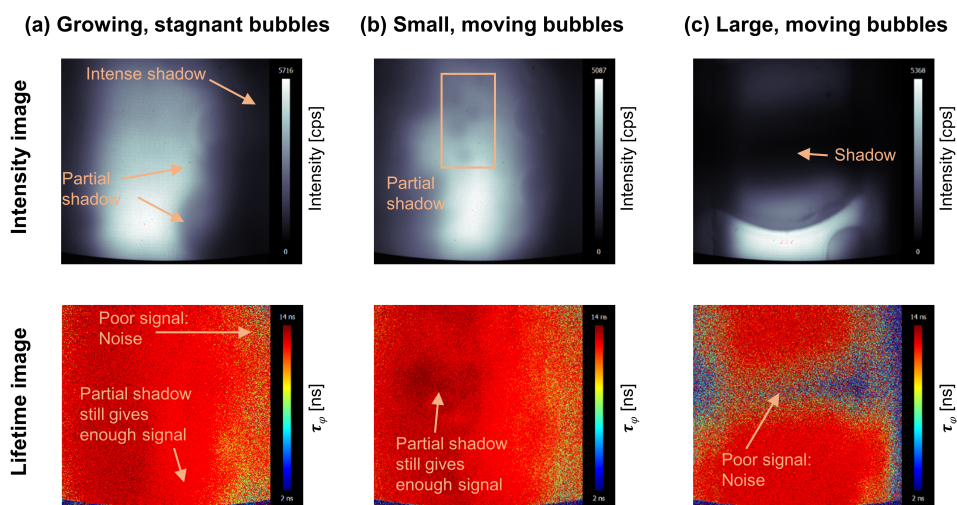 (a) Growing, stagnant bubbles
(b) Small, moving bubbles
(c) Large, moving bubbles
Intensity image
Intense shadow
Partial
shadow
5716
0
Intensity [cps]
Partial
shadow
5087
0
Intensity [cps]
Shadow
5368
0
Intensity [cps]
Lifetime image
Poor signal:
Noise
Partial shadow
still gives
enough signal
14 ns
2 ns
τφ [ns]
Partial shadow
still gives
enough signal
14 ns
2 ns
τφ [ns]
Poor signal:
Noise
14 ns
2 ns
τφ [ns]